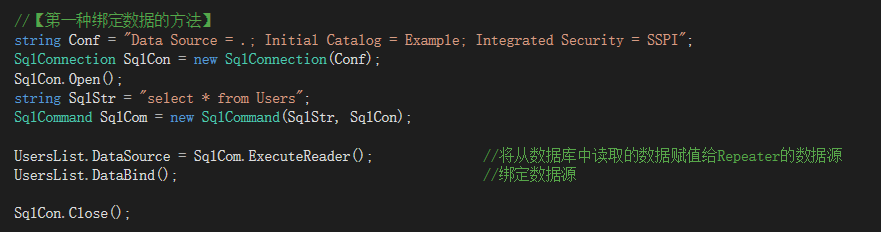 //【第一种绑定数据的方法】
string Conf = "Data Source = .; Initial Catalog = Example; Integrated Security = SSPI";
SqlConnection SqlCon = new SqlConnection(Conf);
SqlCon.Open();
string SqlStr = "select * from Users";
SqlCommand SqlCom = new SqlCommand(SqlStr, SqlCon);
UsersList.DataSource = SqlCom.ExecuteReader(); //将从数据库中读取的数据赋值给Repeater的数据源
UsersList.DataBind(); //绑定数据源
SqlCon.Close();